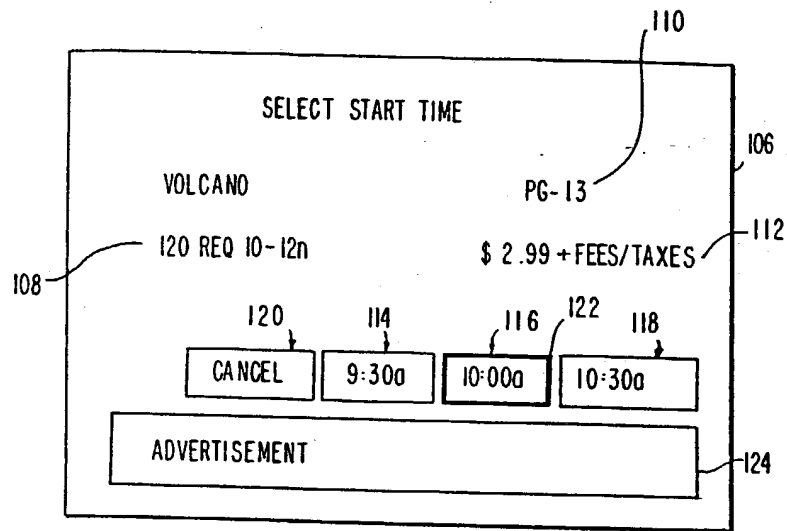 110
SELECT START TIME
106
VOLCANO PG-13
120 REQ 10-12n $ 2.99 + FEES/TAXES 112
108
120 114 116 122 118
CANCEL 9:30a 10:00a 10:30a
ADVERTISEMENT
124